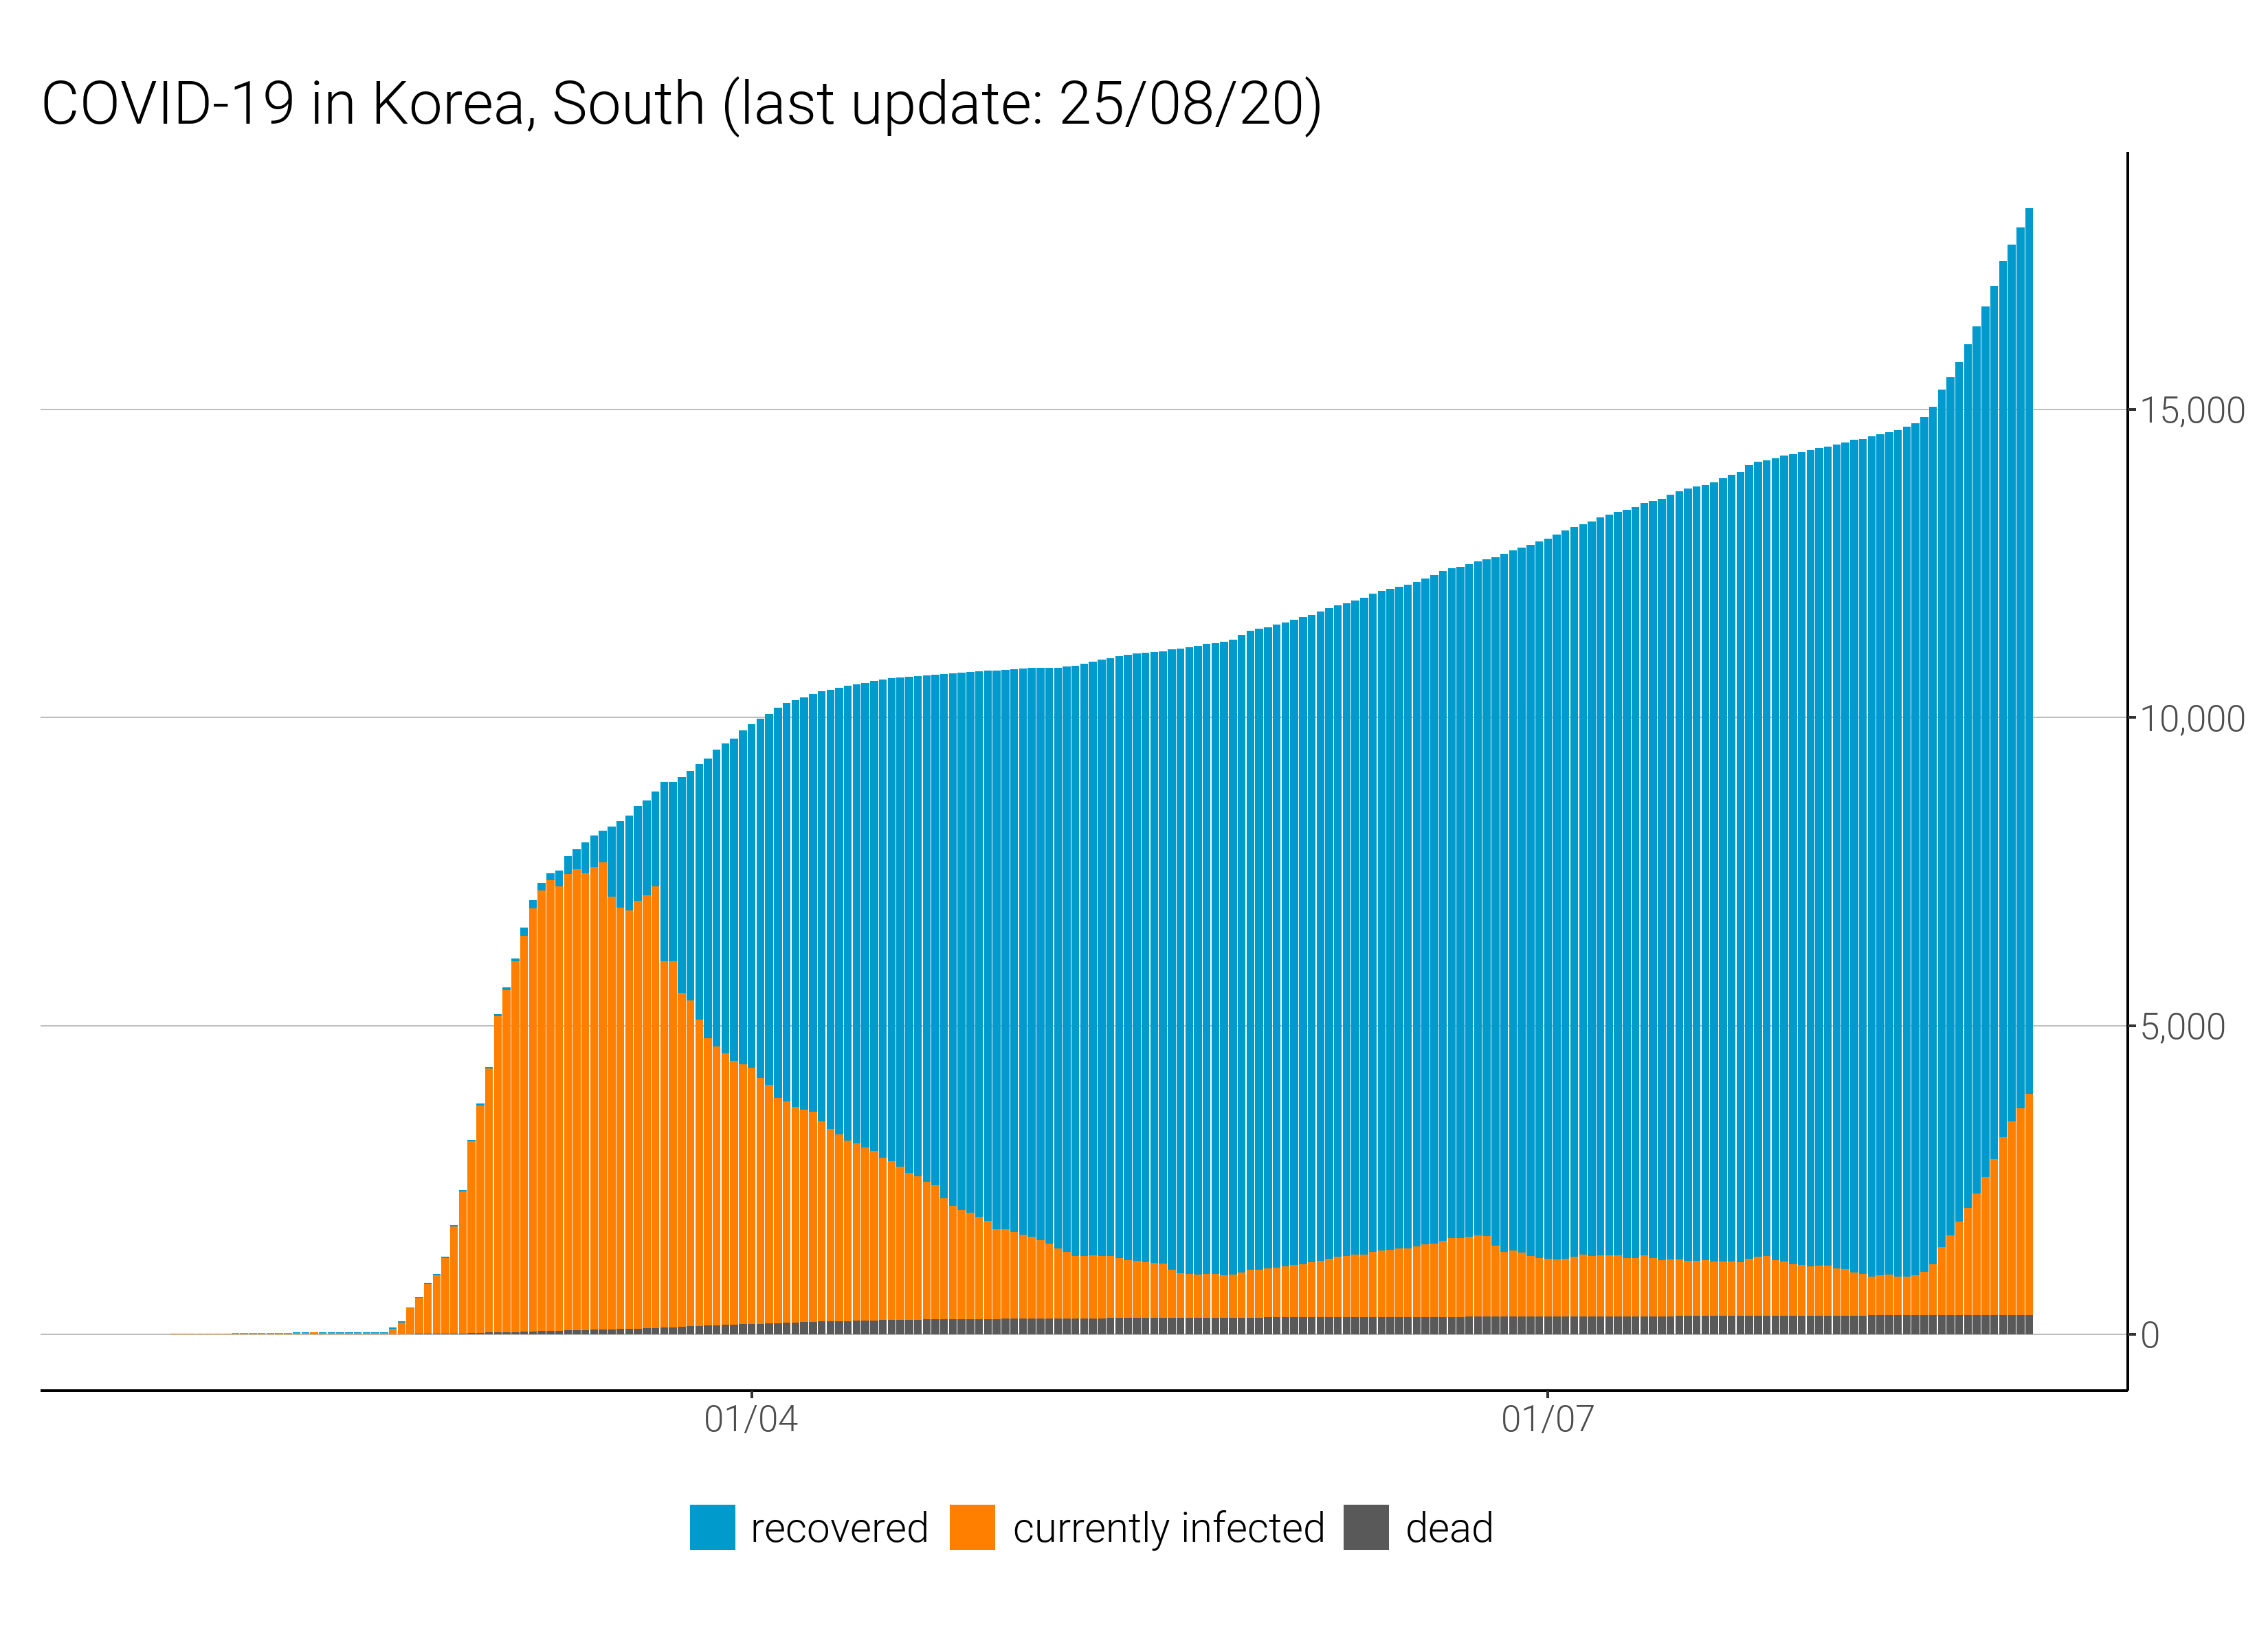 COVID-19 in Korea, South (last update: 25/08/20)
15,000
10,000
5,000
0
01/04 01/07
recovered currently infected dead